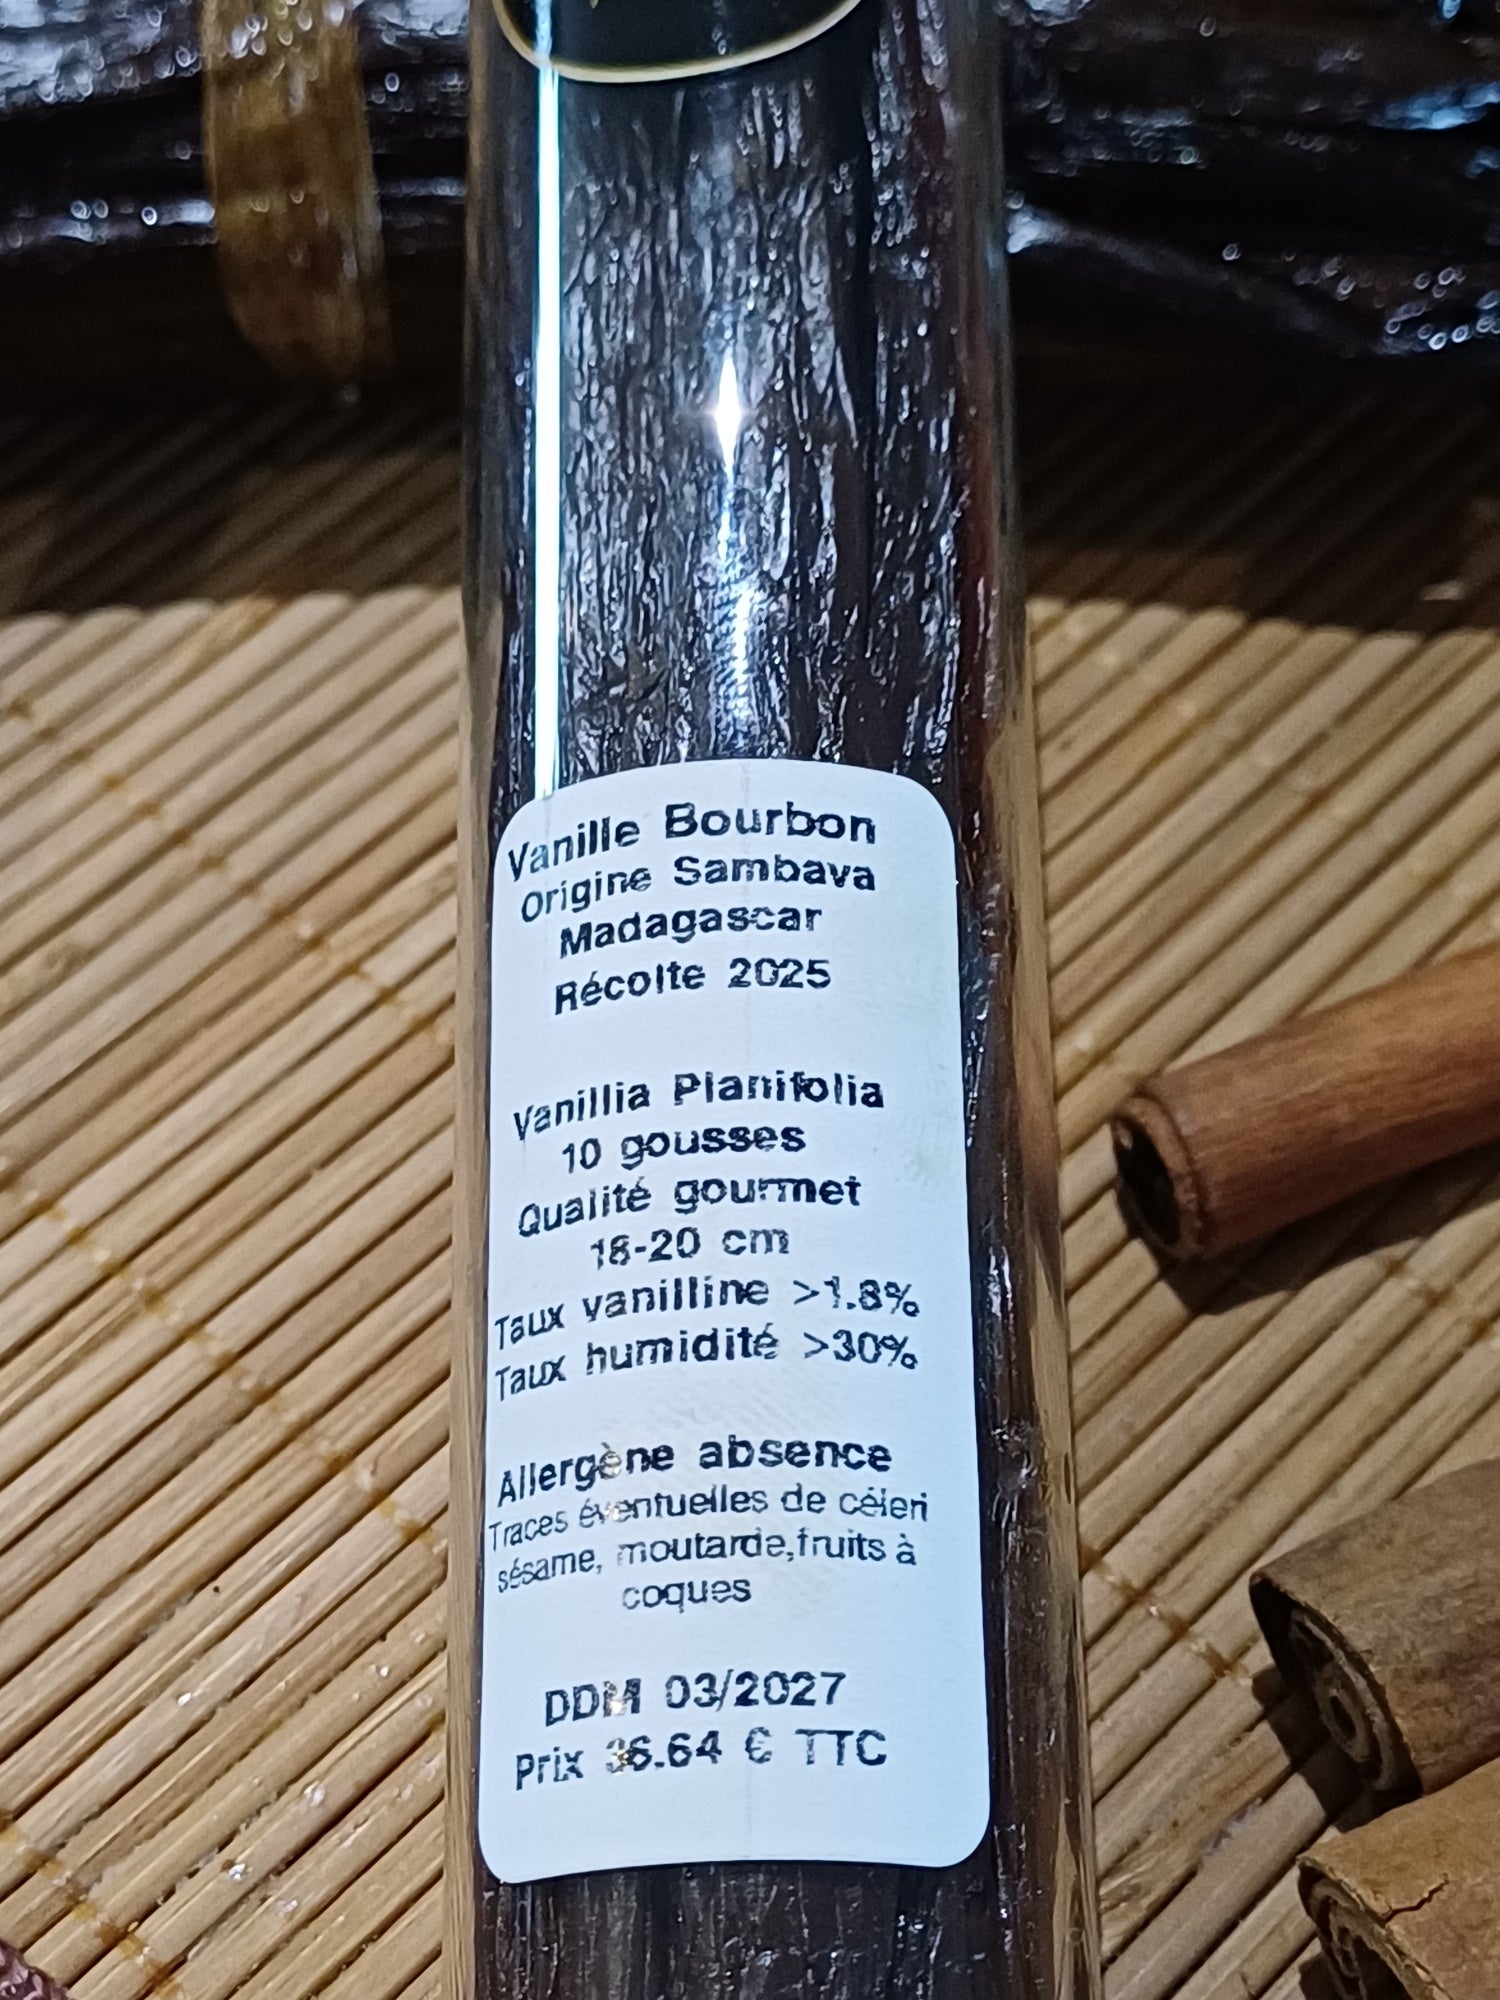 Vanille Bourbon
Origine Sambava
Madagascar
Récolte 2025
Vanillia Planifolia
10 gousses
Qualité gourmet
18-20 cm
Taux vanilline >1.8%
Taux humidité >30%
Allergène absence
Traces éventuelles de céleri
sésame, moutarde,fruits à
coques
DDM 03/2027
Prix 36.64 € TTC